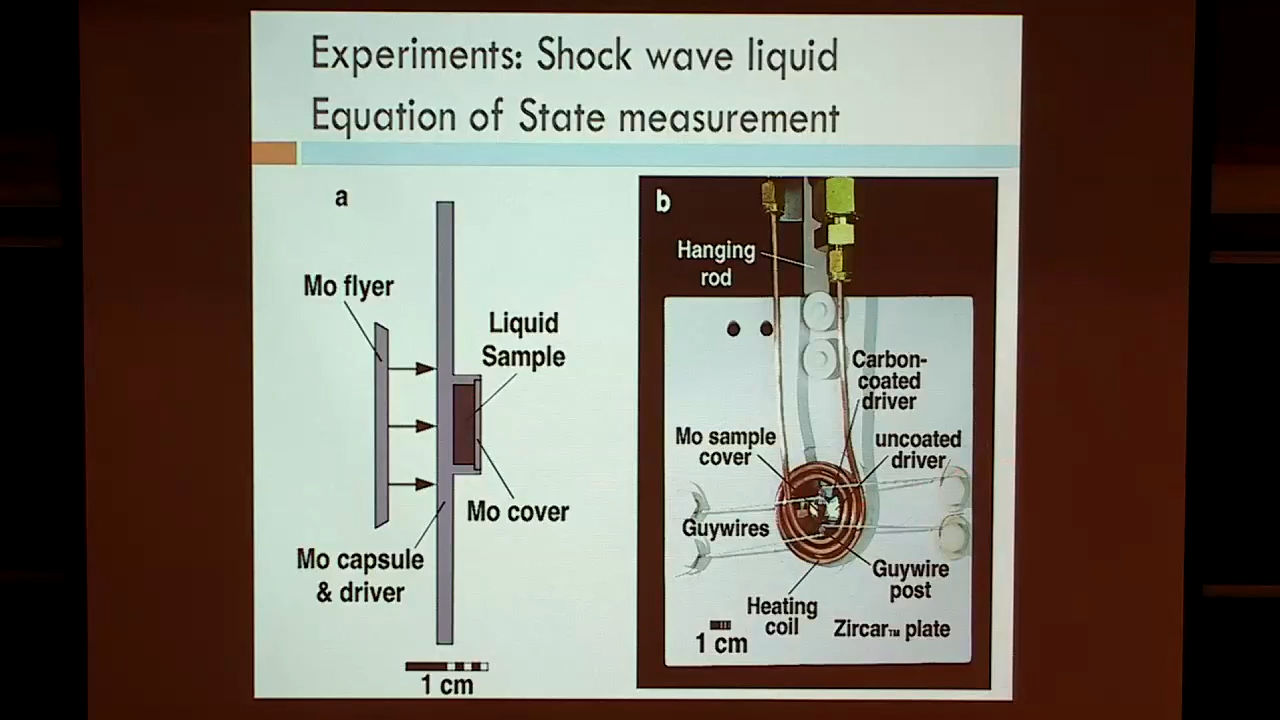 Experiments: Shock wave liquid
Equation of State measurement
a
Mo flyer
Liquid
Sample
Mo cover
Mo capsule
& driver
1 cm
b
Hanging
rod
Carbon-
coated
driver
Mo sample
cover
uncoated
driver
Guywires
Guywire
post
Heating
coil
Zircar™ plate
1 cm